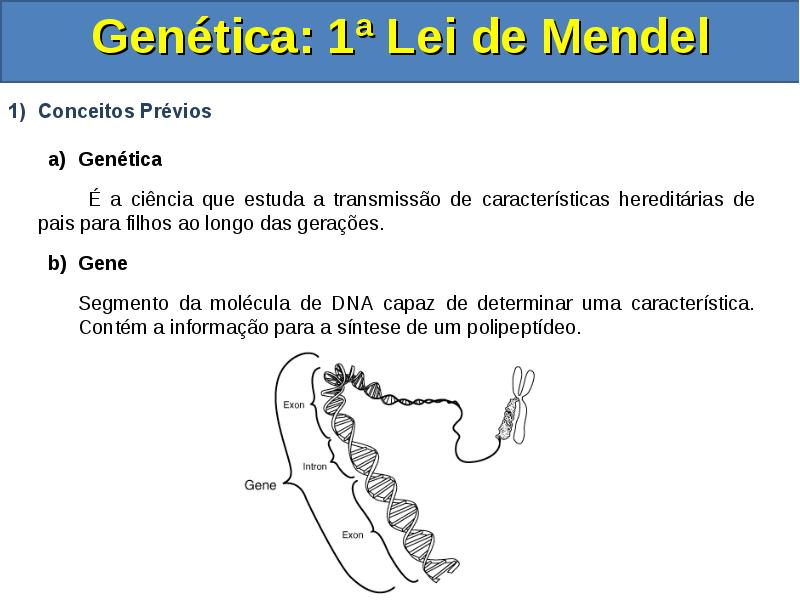 Genética: 1ª Lei de Mendel
1) Conceitos Prévios
a) Genética
É a ciência que estuda a transmissão de características hereditárias de
pais para filhos ao longo das gerações.
b) Gene
Segmento da molécula de DNA capaz de determinar uma característica.
Contém a informação para a síntese de um polipeptídeo.
Exon
Intron
Gene
Exon